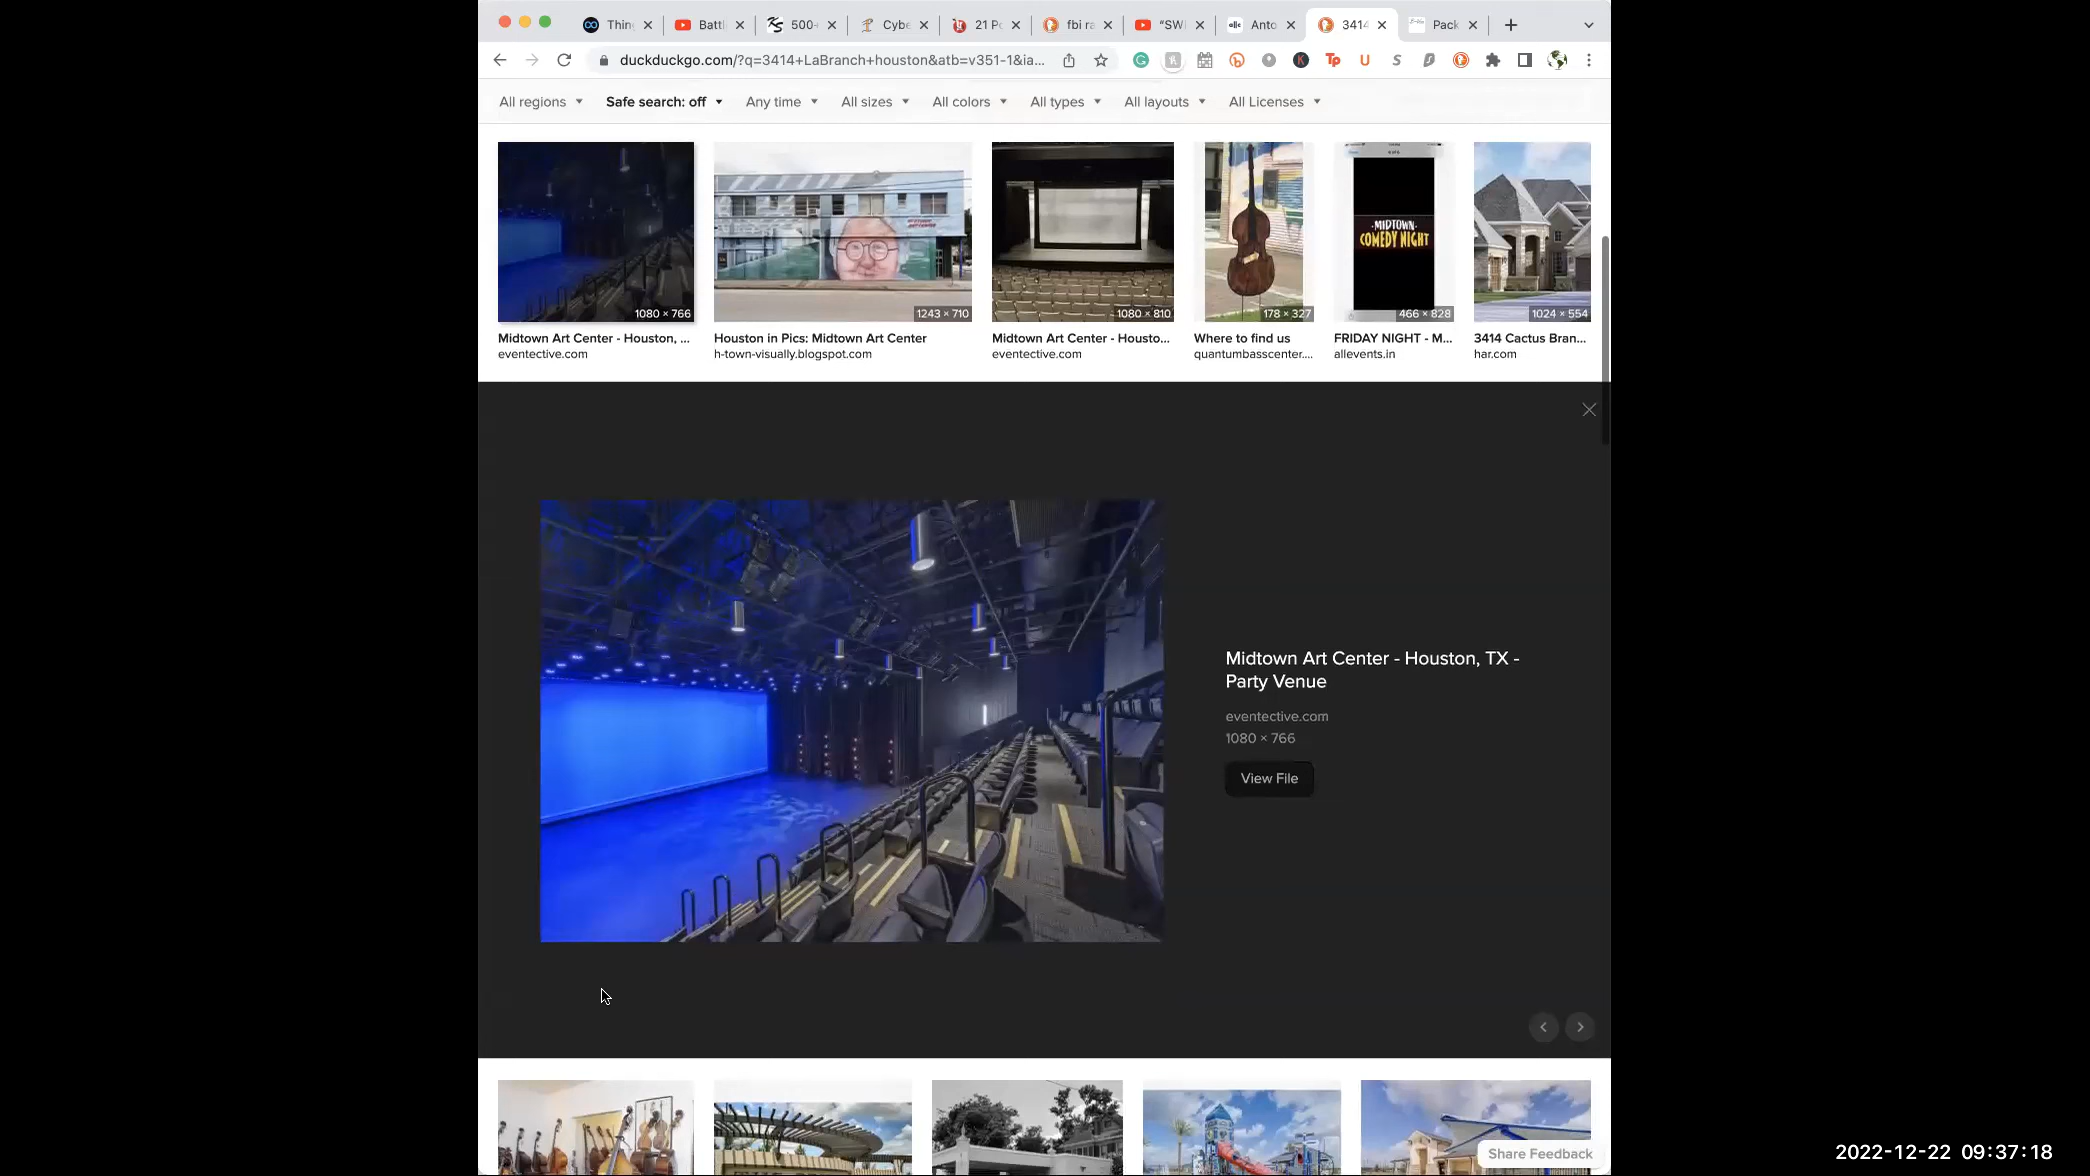 Thin
Battl
500+
Cybe
21 Po
fbi ra
"SWI
Anto
3414
Pack
duckduckgo.com/?q=3414+LaBranch+houston&atb=v351-1&ia...
All regions
Safe search: off
Any time
All sizes
All colors
All types
All layouts
All Licenses
1080 × 766
1243 × 710
1080 × 810
178 × 327
MIDTOWN
COMEDY NIGHT
466 × 828
1024 × 554
Midtown Art Center - Houston, ...
eventective.com
Houston in Pics: Midtown Art Center
h-town-visually.blogspot.com
Midtown Art Center - Housto...
eventective.com
Where to find us
quantumbasscenter....
FRIDAY NIGHT - M...
allevents.in
3414 Cactus Bran...
har.com
Midtown Art Center - Houston, TX -
Party Venue
eventective.com
1080 × 766
View File
Share Feedback
2022-12-22 09:37:18